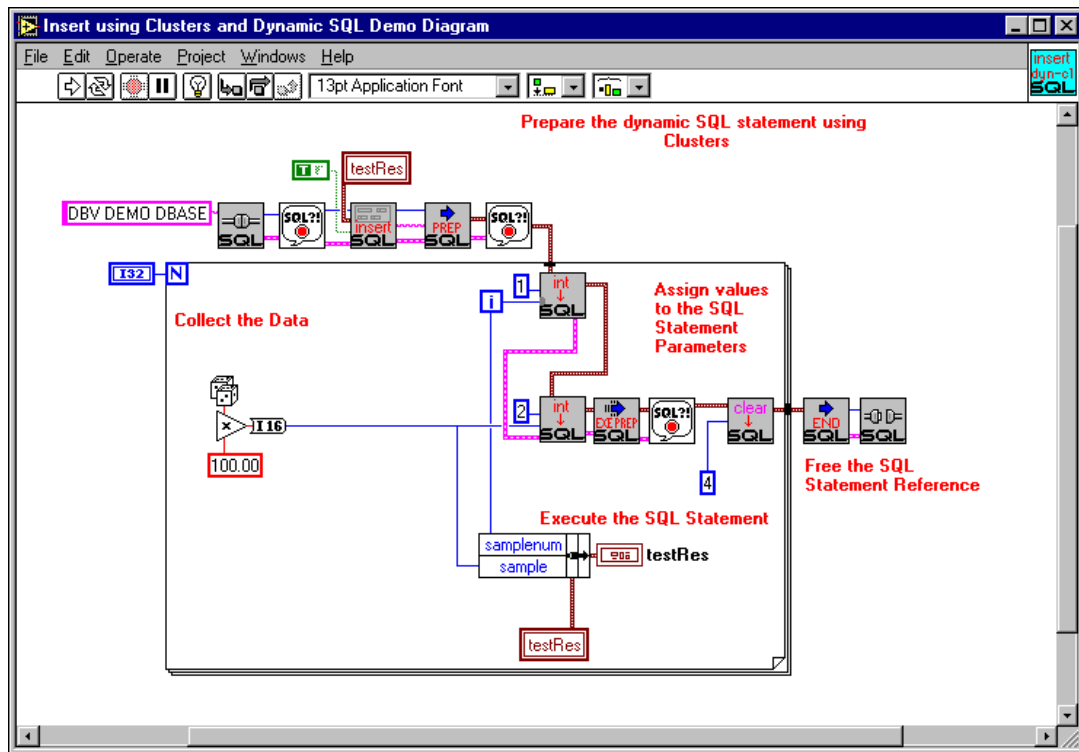 Insert using Clusters and Dynamic SQL Demo Diagram
File Edit Operate Project Windows Help
insert
dyn-cl
SQL
13pt Application Font
Prepare the dynamic SQL statement using
Clusters
T F
testRes
DBV DEMO DBASE
SQL
SQL?!
insert
SQL
PREP
SQL
SQL?!
I32
N
Collect the Data
i
1
int
SQL
Assign values
to the SQL
Statement
Parameters
x
I16
100.00
2
int
SQL
EXE PREP
SQL
SQL?!
clear
SQL
4
END
SQL
SQL
Free the SQL
Statement Reference
Execute the SQL Statement
samplenum
sample
testRes
testRes